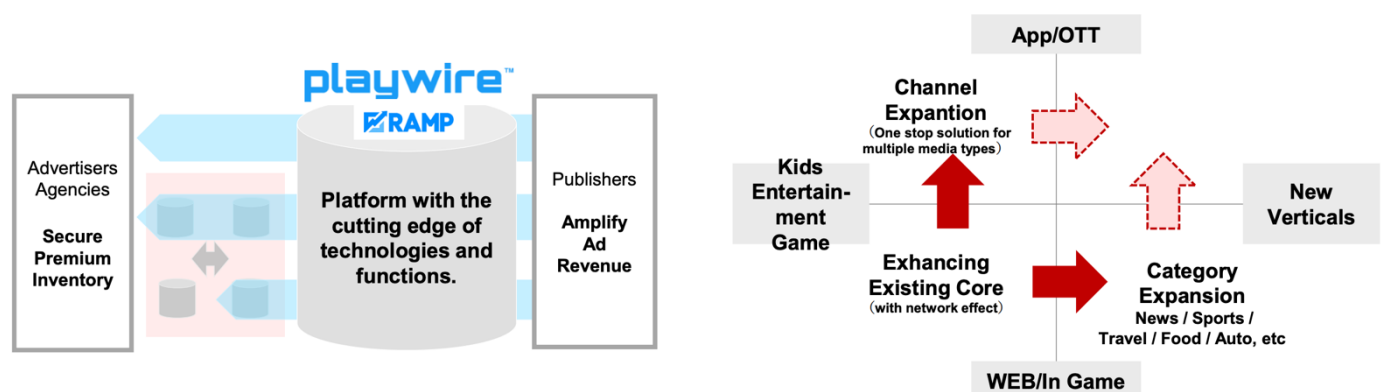 playwire™
RAMP
Advertisers
Agencies
Secure
Premium
Inventory
Platform with the
cutting edge of
technologies and
functions.
Publishers
Amplify
Ad
Revenue
App/OTT
Channel
Expantion
（One stop solution for
multiple media types）
Kids
Entertain-
ment
Game
New
Verticals
Exhancing
Existing Core
（with network effect）
Category
Expansion
News / Sports /
Travel / Food / Auto, etc
WEB/In Game